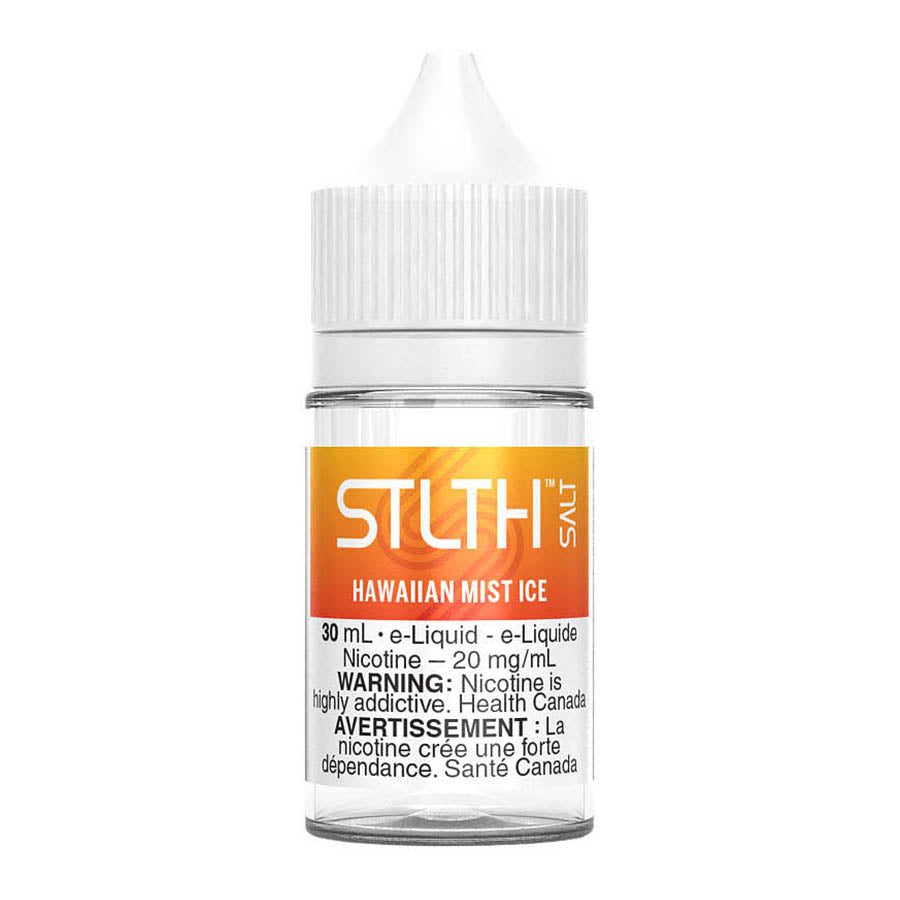 STLTH™ SALT
HAWAIIAN MIST ICE
30 mL • e-Liquid - e-Liquide
Nicotine — 20 mg/mL
WARNING: Nicotine is
highly addictive. Health Canada
AVERTISSEMENT : La
nicotine crée une forte
dépendance. Santé Canada